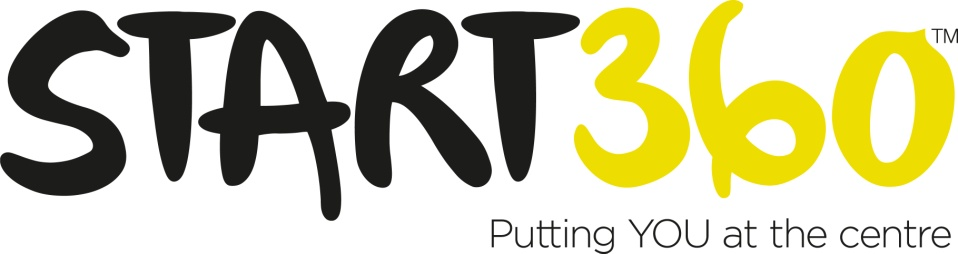 START360™
Putting YOU at the centre